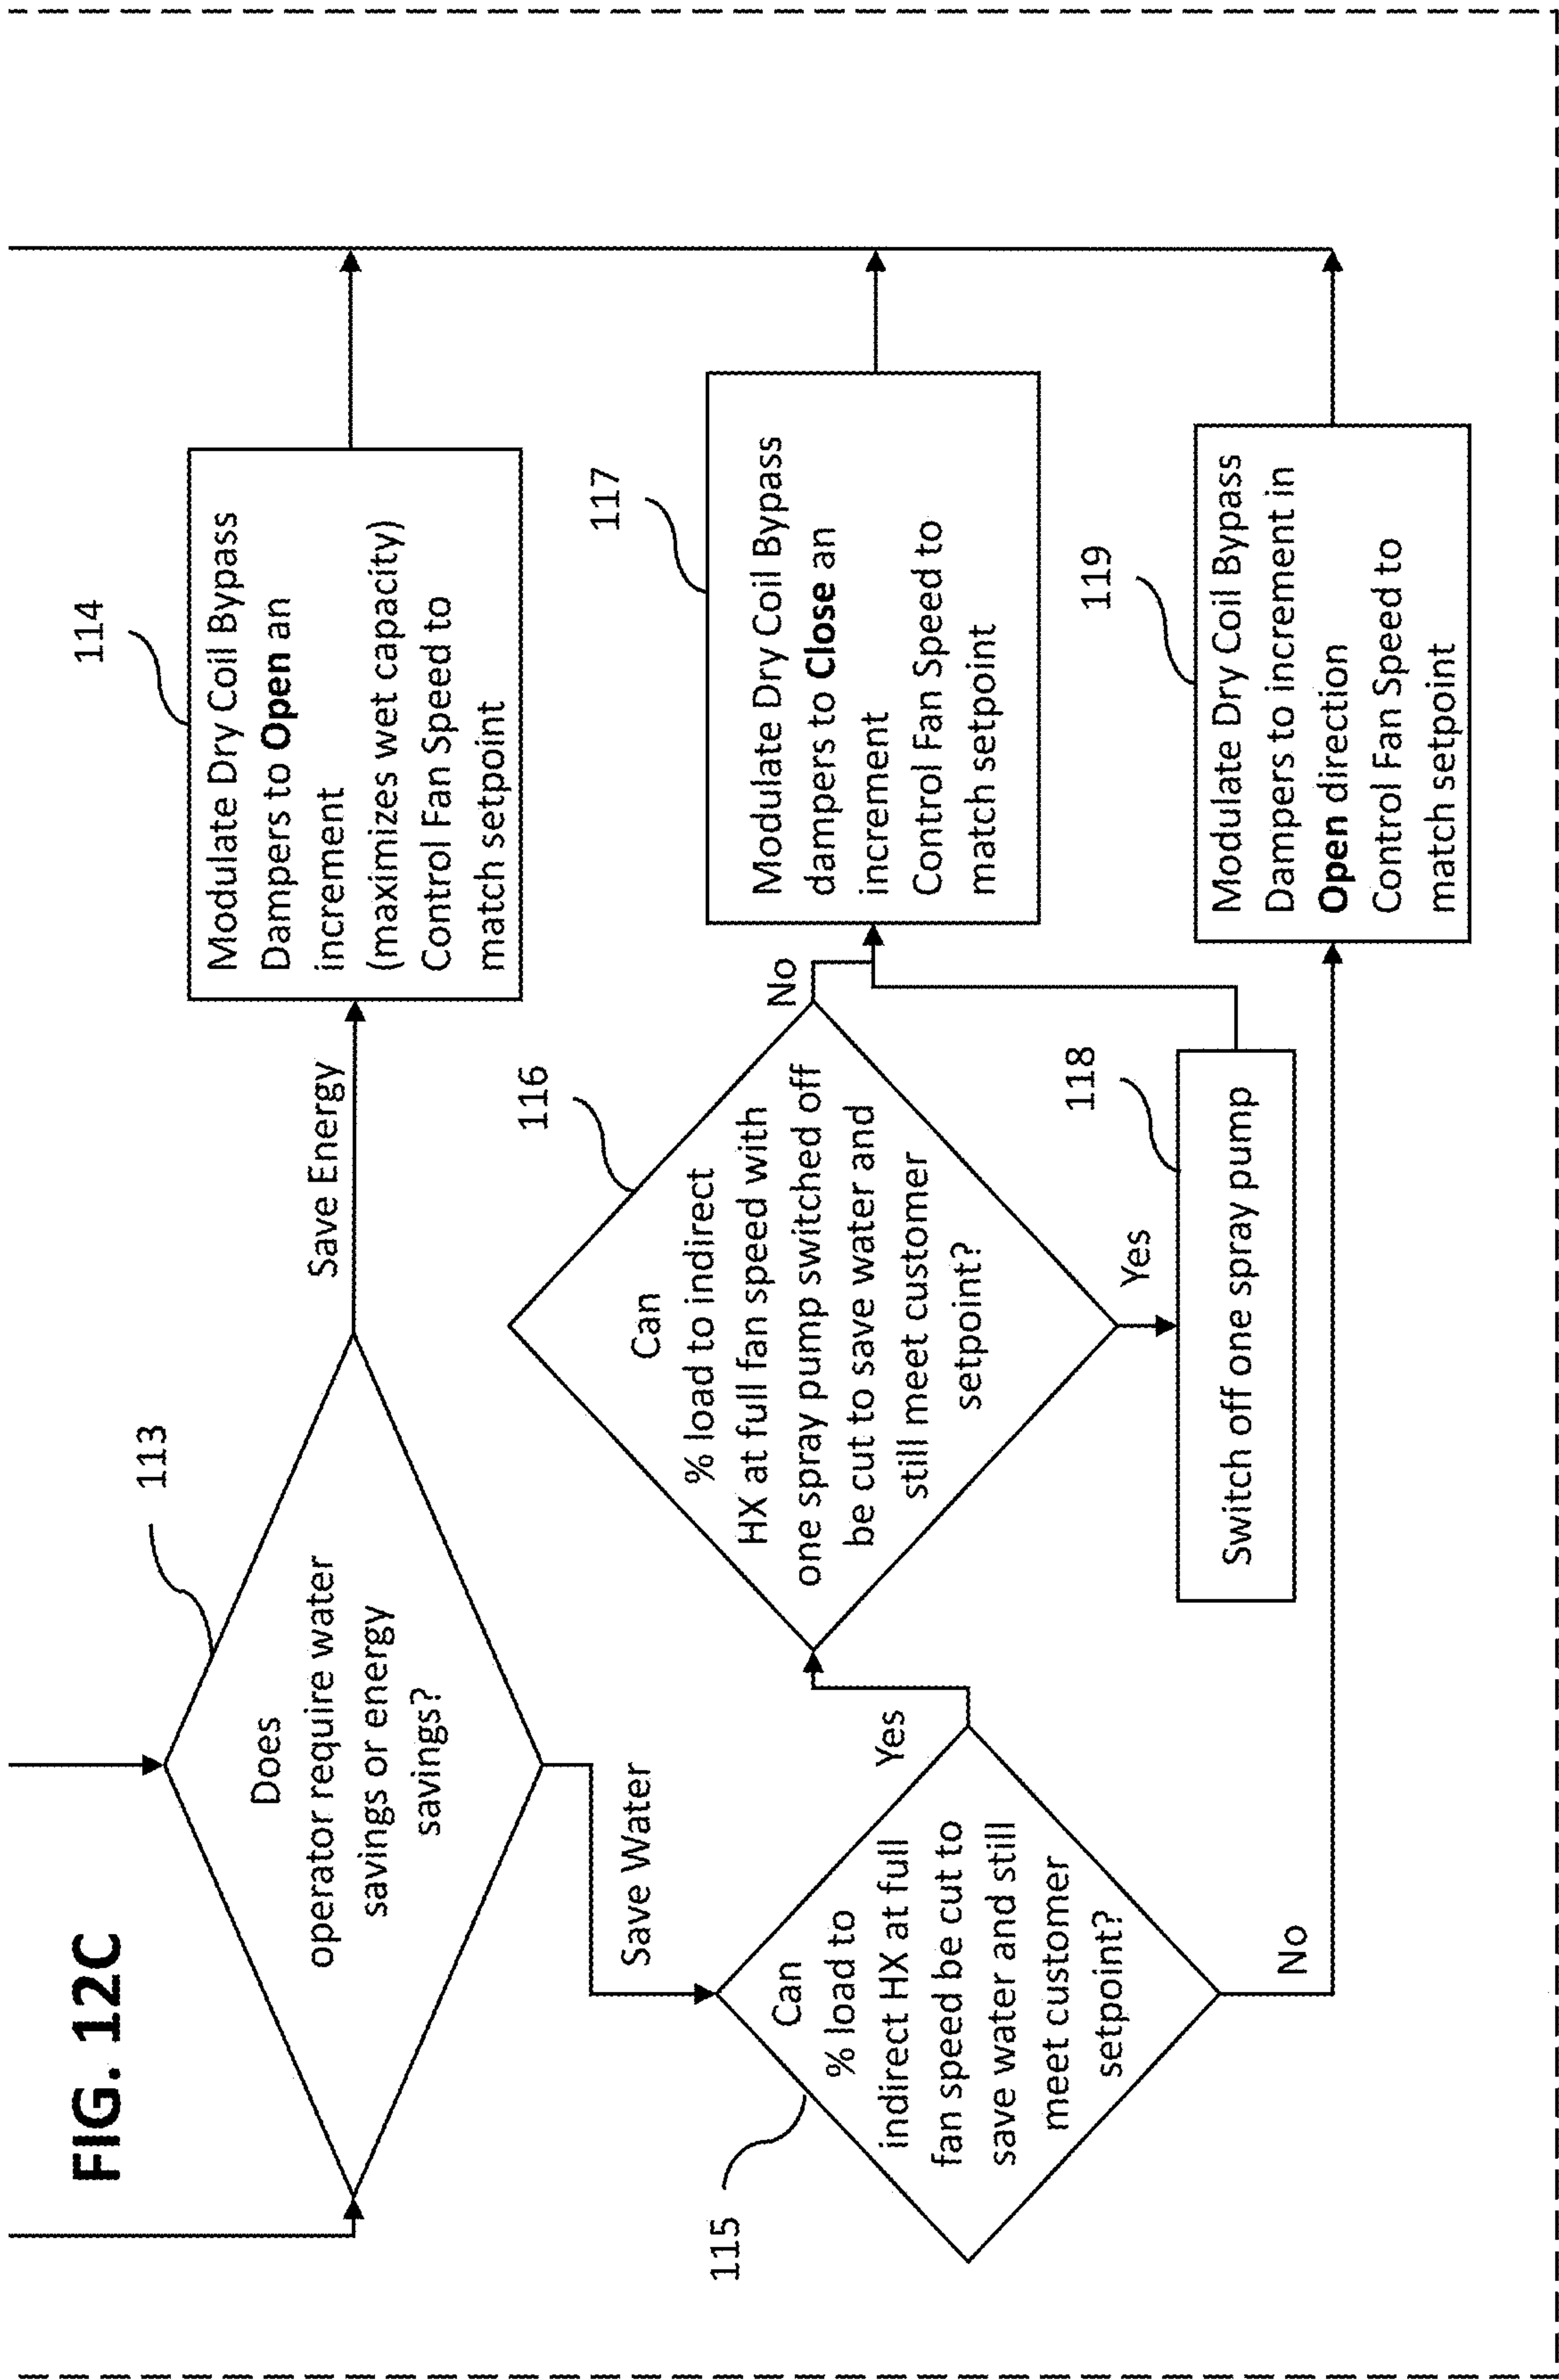 FIG. 12C
113
Does
operator require water
savings or energy
savings?
Save Energy
114
Modulate Dry Coil Bypass
Dampers to Open an
increment
(maximizes wet capacity)
Control Fan Speed to
match setpoint
Save Water
115
Can
% load to
indirect HX at full
fan speed be cut to
save water and still
meet customer
setpoint?
Yes
No
116
Can
% load to indirect
HX at full fan speed with
one spray pump switched off
be cut to save water and
still meet customer
setpoint?
No
Yes
117
Modulate Dry Coil Bypass
dampers to Close an
increment
Control Fan Speed to
match setpoint
118
Switch off one spray pump
119
Modulate Dry Coil Bypass
Dampers to increment in
Open direction
Control Fan Speed to
match setpoint